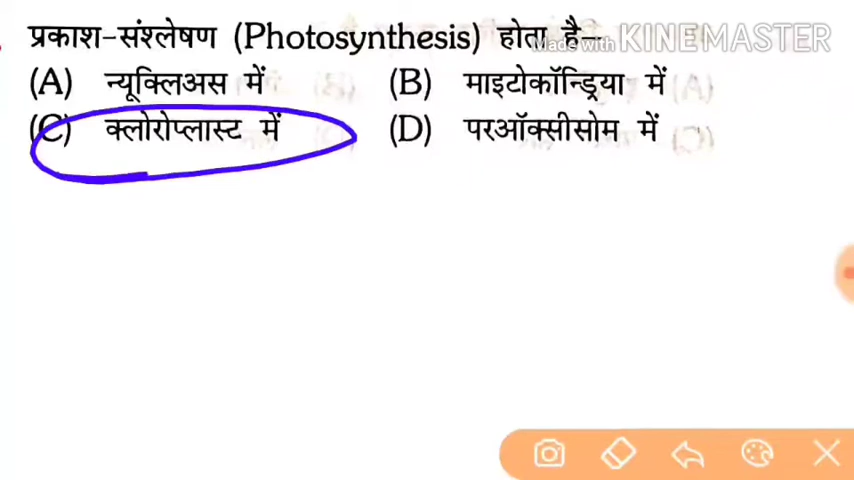 प्रकाश-संश्लेषण (Photosynthesis) होता है–
Made with KINEMASTER
(A) न्यूक्लिअस में (B) माइटोकॉन्ड्रिया में
(C) क्लोरोप्लास्ट में (D) परऑक्सीसोम में